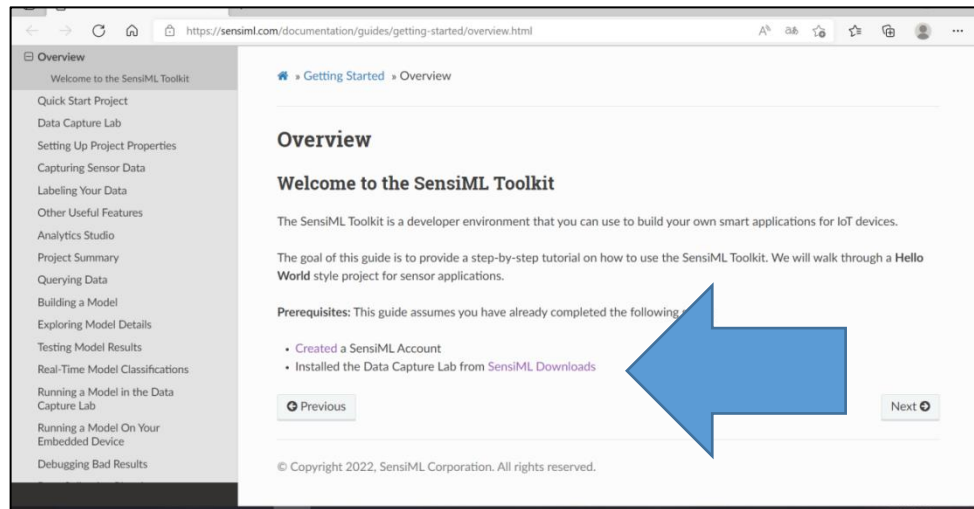 https://sensiml.com/documentation/guides/getting-started/overview.html
Overview
Welcome to the SensiML Toolkit
Quick Start Project
Data Capture Lab
Setting Up Project Properties
Capturing Sensor Data
Labeling Your Data
Other Useful Features
Analytics Studio
Project Summary
Querying Data
Building a Model
Exploring Model Details
Testing Model Results
Real-Time Model Classifications
Running a Model in the Data
Capture Lab
Running a Model On Your
Embedded Device
Debugging Bad Results
» Getting Started » Overview
Overview
Welcome to the SensiML Toolkit
The SensiML Toolkit is a developer environment that you can use to build your own smart applications for IoT devices.
The goal of this guide is to provide a step-by-step tutorial on how to use the SensiML Toolkit. We will walk through a Hello
World style project for sensor applications.
Prerequisites: This guide assumes you have already completed the following
• Created a SensiML Account
• Installed the Data Capture Lab from SensiML Downloads
Previous
Next
© Copyright 2022, SensiML Corporation. All rights reserved.